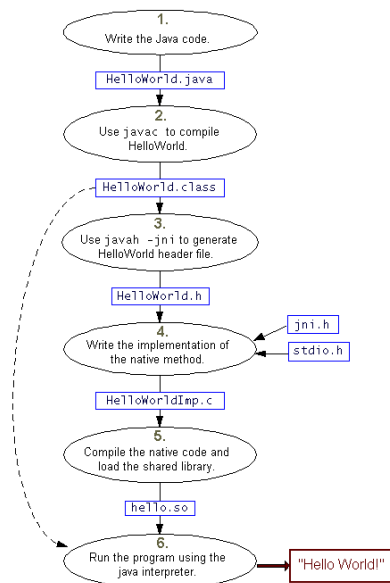 1.
Write the Java code.
HelloWorld.java
2.
Use javac to compile
HelloWorld.
HelloWorld.class
3.
Use javah -jni to generate
HelloWorld header file.
HelloWorld.h
4.
Write the implementation of
the native method.
jni.h
stdio.h
HelloWorldImp.c
5.
Compile the native code and
load the shared library.
hello.so
6.
Run the program using the
java interpreter.
"Hello World!"